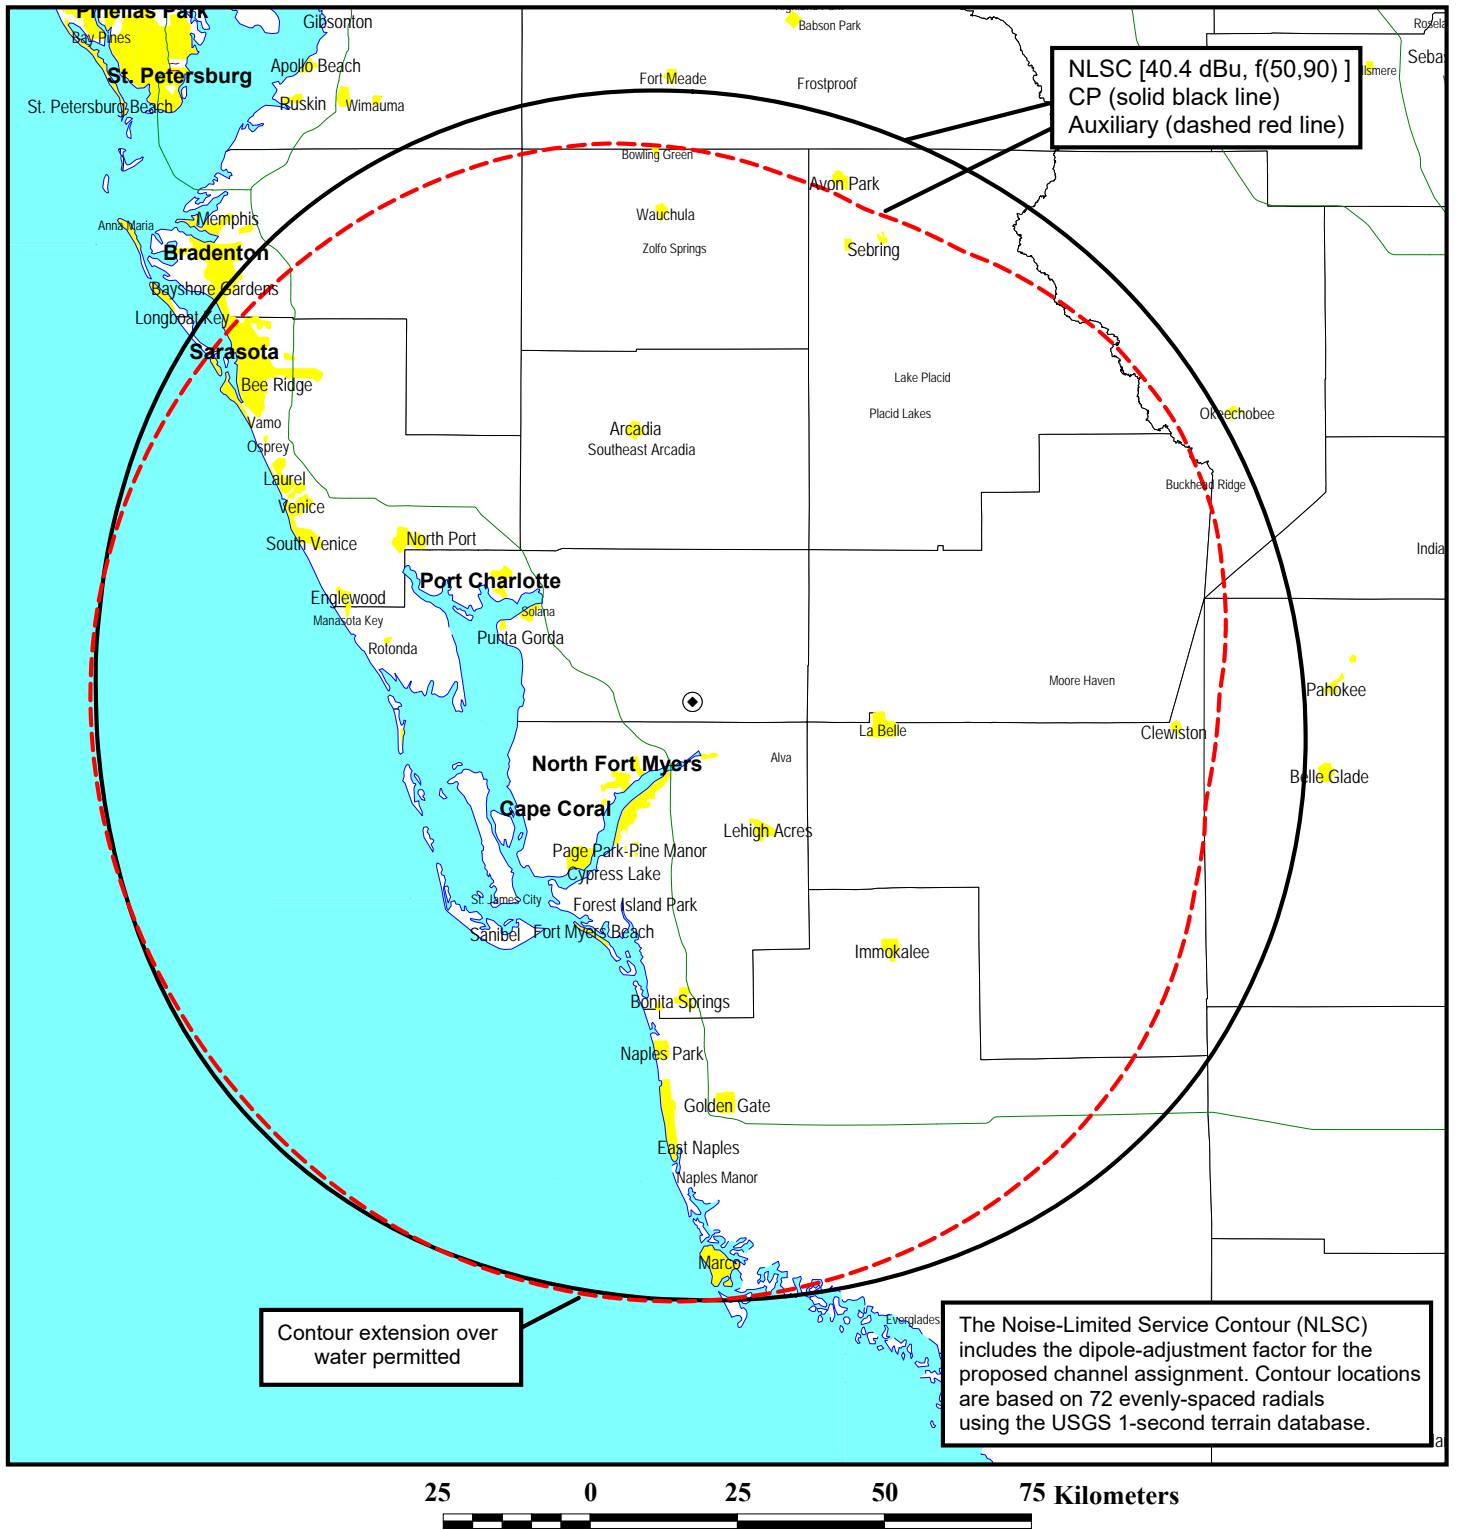 Pinellas Park
Gibsonton
Babson Park
Bay Pines
Apollo Beach
St. Petersburg
Fort Meade
Frostproof
St. Petersburg Beach
Ruskin
Wimauma
NLSC [40.4 dBu, f(50,90) ]
CP (solid black line)
Auxiliary (dashed red line)
Bowling Green
Avon Park
Anna Maria
Memphis
Wauchula
Zolfo Springs
Sebring
Bradenton
Bayshore Gardens
Longboat Key
Sarasota
Bee Ridge
Lake Placid
Placid Lakes
Okeechobee
Vamo
Osprey
Arcadia
Southeast Arcadia
Laurel
Buckhead Ridge
Venice
South Venice
North Port
India
Port Charlotte
Englewood
Manasota Key
Solana
Punta Gorda
Rotonda
Moore Haven
Pahokee
La Belle
Clewiston
North Fort Myers
Alva
Belle Glade
Cape Coral
Lehigh Acres
Page Park-Pine Manor
Cypress Lake
St. James City
Forest Island Park
Sanibel
Fort Myers Beach
Immokalee
Bonita Springs
Naples Park
Golden Gate
East Naples
Naples Manor
Marco
Everglades
Contour extension over
water permitted
The Noise-Limited Service Contour (NLSC)
includes the dipole-adjustment factor for the
proposed channel assignment. Contour locations
are based on 72 evenly-spaced radials
using the USGS 1-second terrain database.
25 0 25 50 75 Kilometers